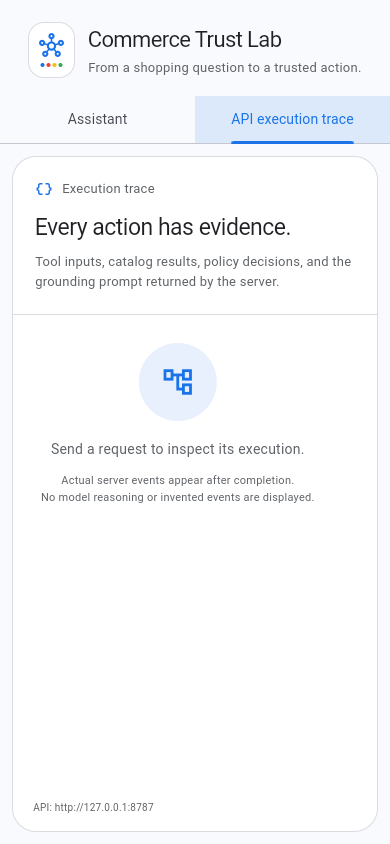 Commerce Trust Lab
From a shopping question to a trusted action.
Assistant
API execution trace
Execution trace
Every action has evidence.
Tool inputs, catalog results, policy decisions, and the
grounding prompt returned by the server.
Send a request to inspect its execution.
Actual server events appear after completion.
No model reasoning or invented events are displayed.
API: http://127.0.0.1:8787